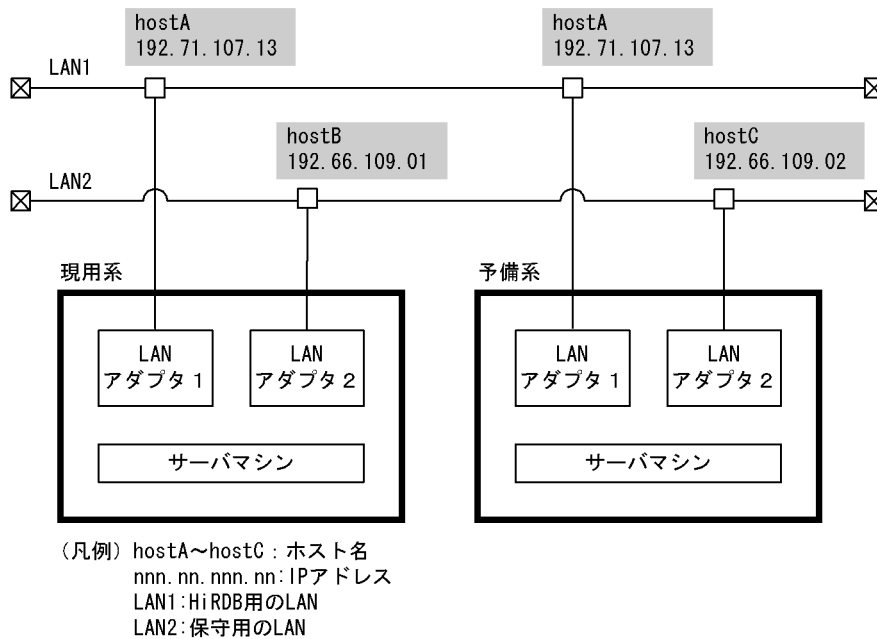 hostA
192.71.107.13
hostA
192.71.107.13
LAN1
hostB
192.66.109.01
hostC
192.66.109.02
LAN2
現用系
予備系
LAN
アダプタ1
LAN
アダプタ2
LAN
アダプタ1
LAN
アダプタ2
サーバマシン
サーバマシン
(凡例) hostA~hostC:ホスト名
nnn.nn.nnn.nn:IPアドレス
LAN1:HiRDB用のLAN
LAN2:保守用のLAN